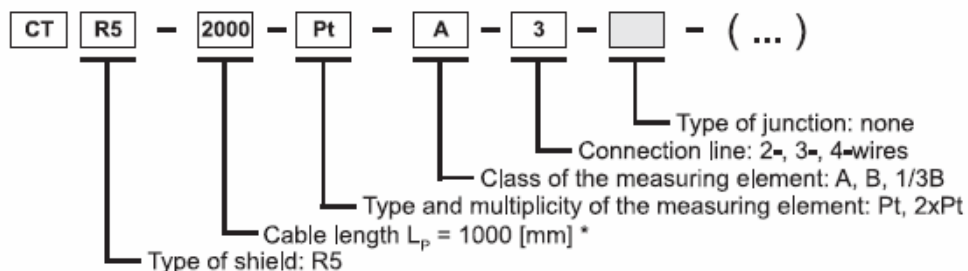 CT R5 - 2000 - Pt - A - 3 - - (...)
Type of junction: none
Connection line: 2-, 3-, 4-wires
Class of the measuring element: A, B, 1/3B
Type and multiplicity of the measuring element: Pt, 2xPt
Cable length Lₚ = 1000 [mm] *
Type of shield: R5